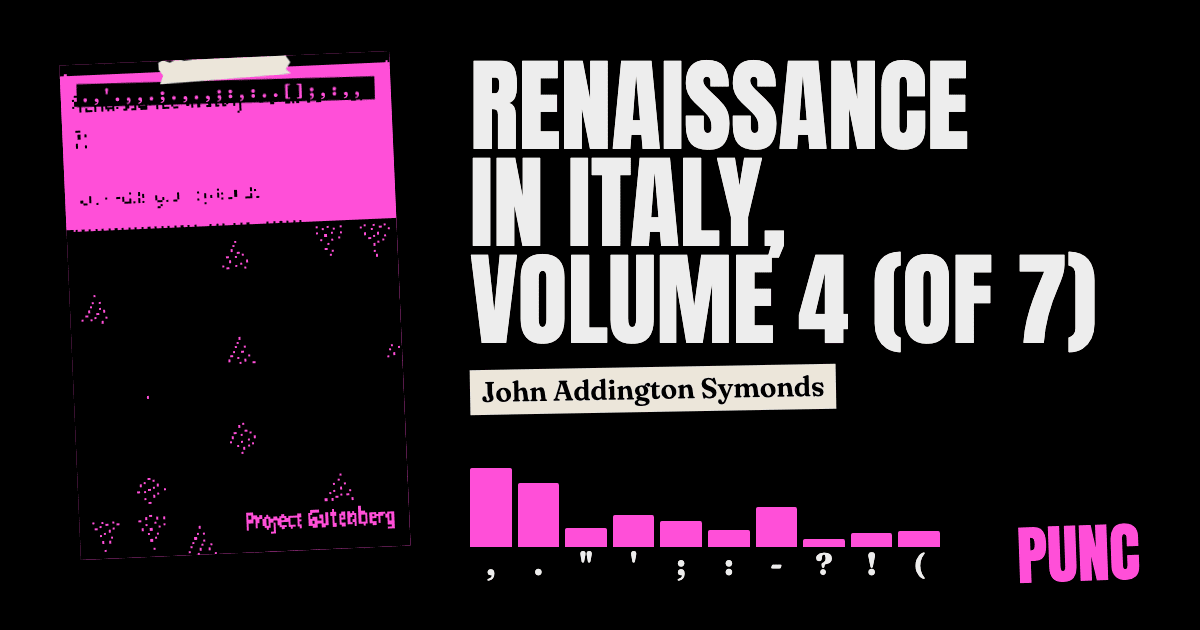 .,'.,,.;.,.,;:,:..[];,:,,
Project Gutenberg
RENAISSANCE
IN ITALY,
VOLUME 4 (OF 7)
John Addington Symonds
, . " ' ; : - ? ! (
PUNC